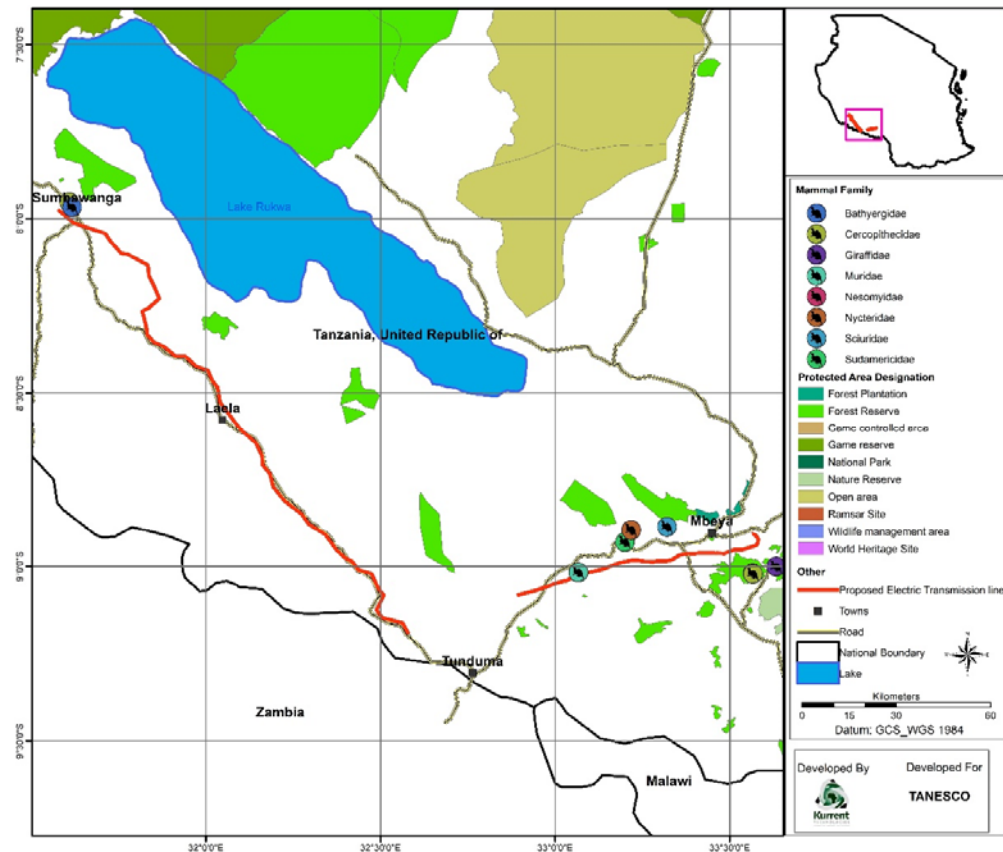 7°30'0"S
8°0'0"S
8°30'0"S
9°0'0"S
9°30'0"S
32°0'0"E
32°30'0"E
33°0'0"E
33°30'0"E
Sumbawanga
Lake Rukwa
Tanzania, United Republic of
Laela
Mbeya
Tunduma
Zambia
Malawi
Mammal Family
Bathyergidae
Cercopithecidae
Giraffidae
Muridae
Nesomyidae
Nycteridae
Sciuridae
Sudamericidae
Protected Area Designation
Forest Plantation
Forest Reserve
Game controlled area
Game reserve
National Park
Nature Reserve
Open area
Ramsar Site
Wildlife management area
World Heritage Site
Other
Proposed Electric Transmission line
Towns
Road
National Boundary
Lake
Kilometers
0 15 30 60
Datum: GCS_WGS 1984
Developed By
Developed For
Kurrent
TANESCO